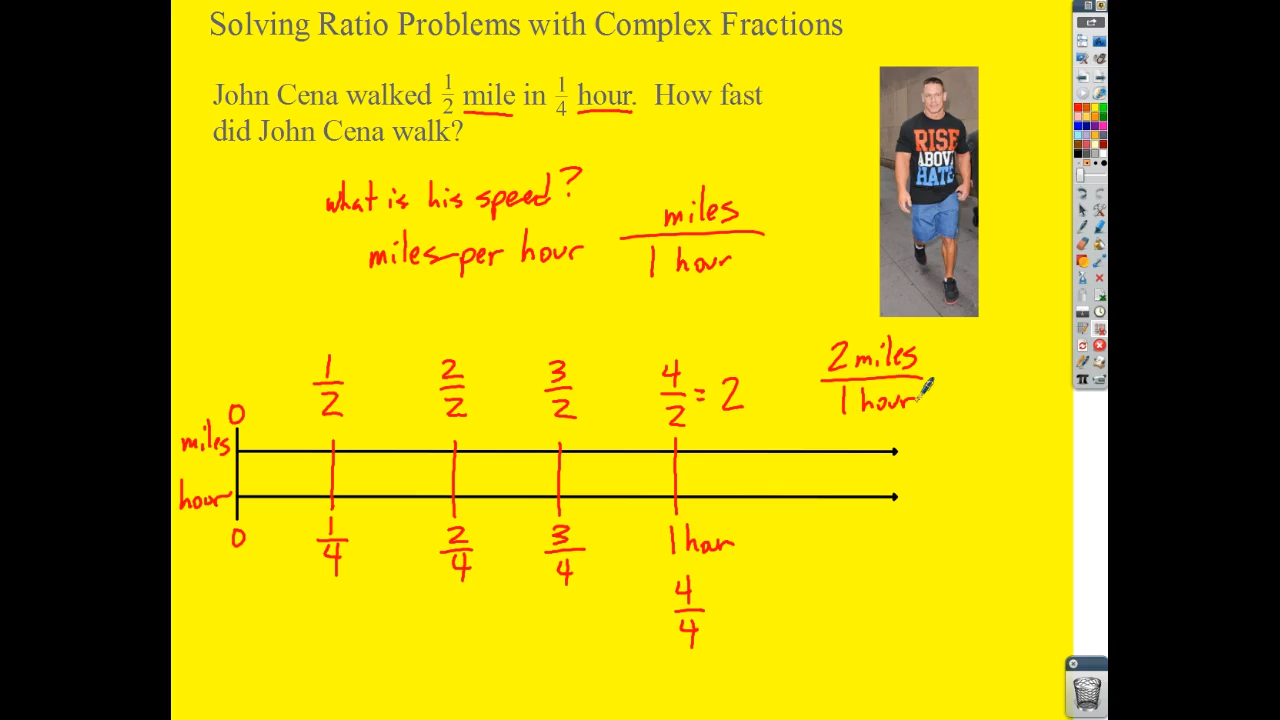 Solving Ratio Problems with Complex Fractions
John Cena walked 1/2 mile in 1/4 hour. How fast
did John Cena walk?
RISE
ABOVE
HATE
what is his speed?
miles per hour
miles
1 hour
1/2 2/2 3/2 4/2 = 2
2 miles
1 hour
0
miles
hour
0
1/4 2/4 3/4 1 hour
4/4